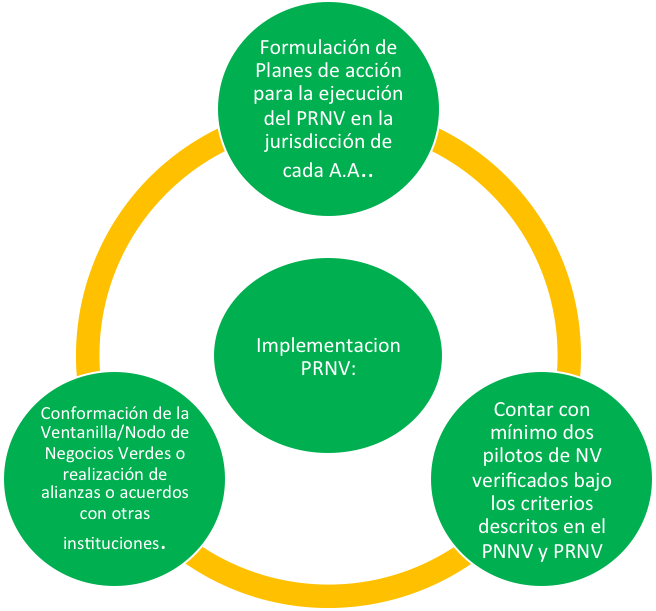 Formulación de
Planes de acción
para la ejecución
del PRNV en la
jurisdicción de
cada A.A..
Implementacion
PRNV:
Conformación de la
Ventanilla/Nodo de
Negocios Verdes o
realización de
alianzas o acuerdos
con otras
instituciones.
Contar con
mínimo dos
pilotos de NV
verificados bajo
los criterios
descritos en el
PNNV y PRNV